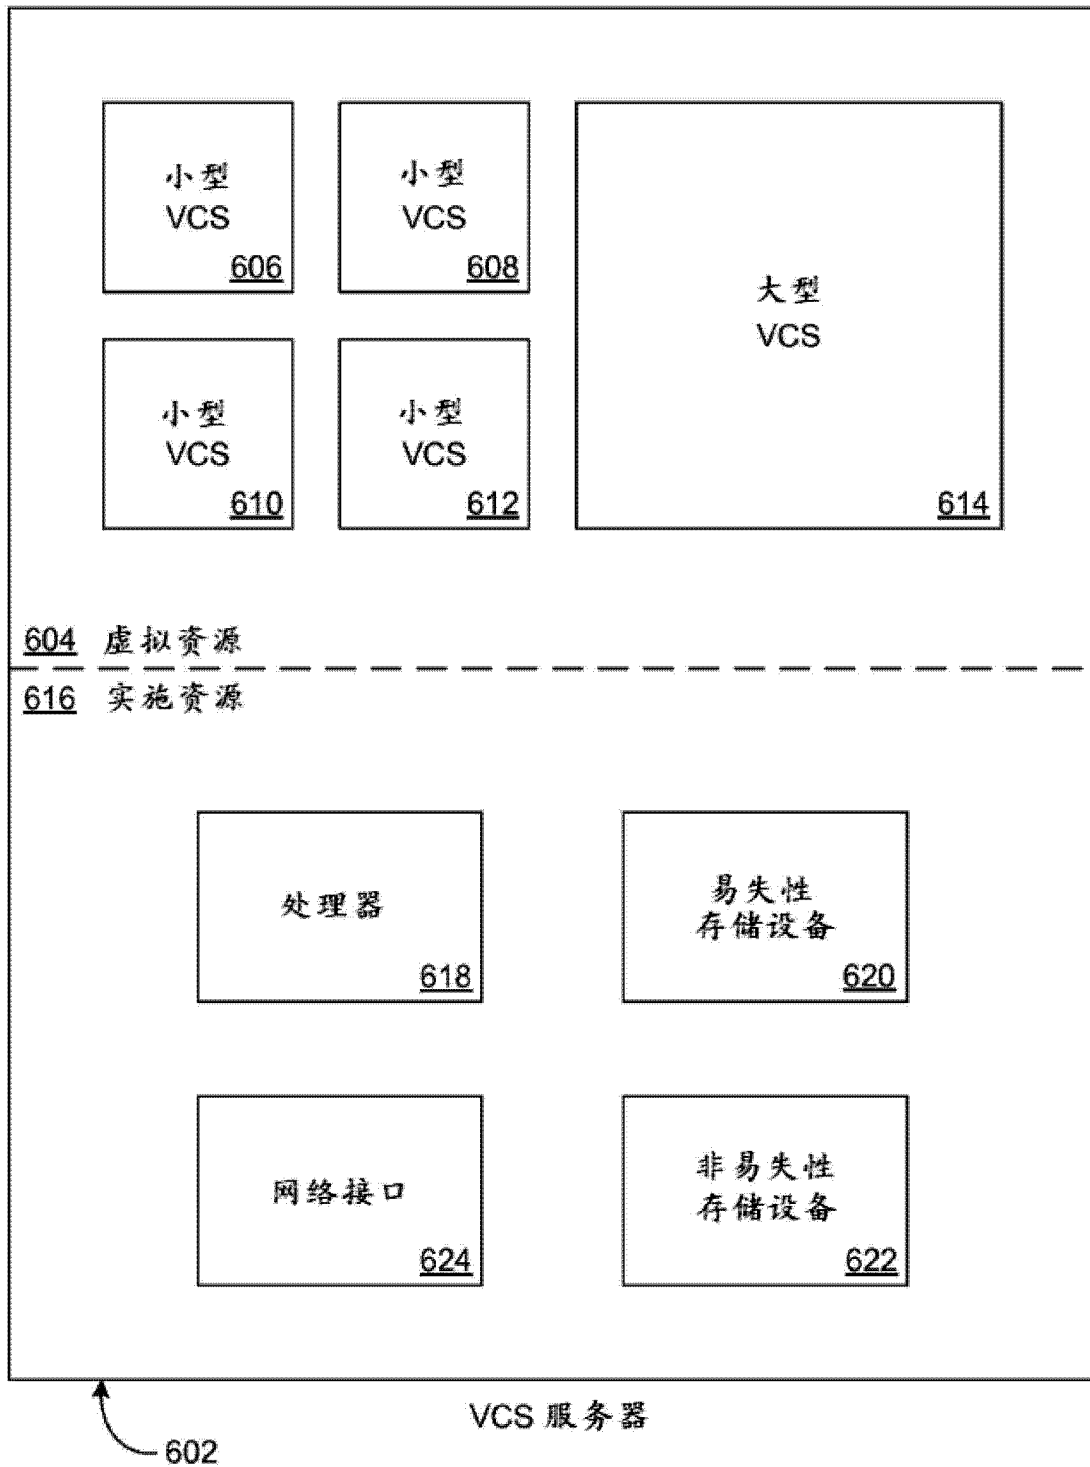 小型
VCS
606
小型
VCS
608
大型
VCS
614
小型
VCS
610
小型
VCS
612
604 虚拟资源
616 实施资源
处理器
618
易失性
存储设备
620
网络接口
624
非易失性
存储设备
622
VCS 服务器
602